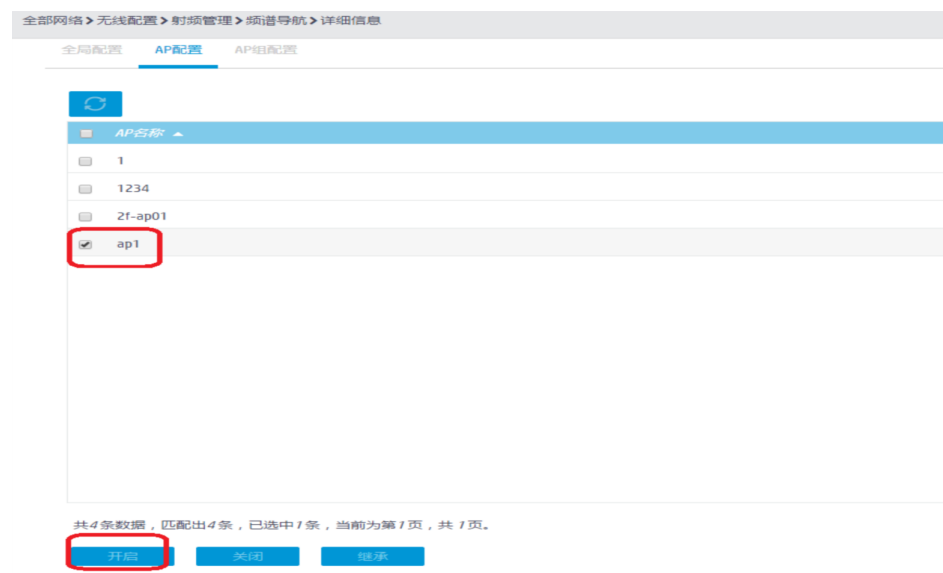 全部网络>无线配置>射频管理>频谱导航>详细信息
全局配置 AP配置 AP组配置
AP名称
1
1234
2f-ap01
ap1
共4条数据，匹配出4条，已选中1条，当前为第1页，共 1页。
开启 关闭 继承